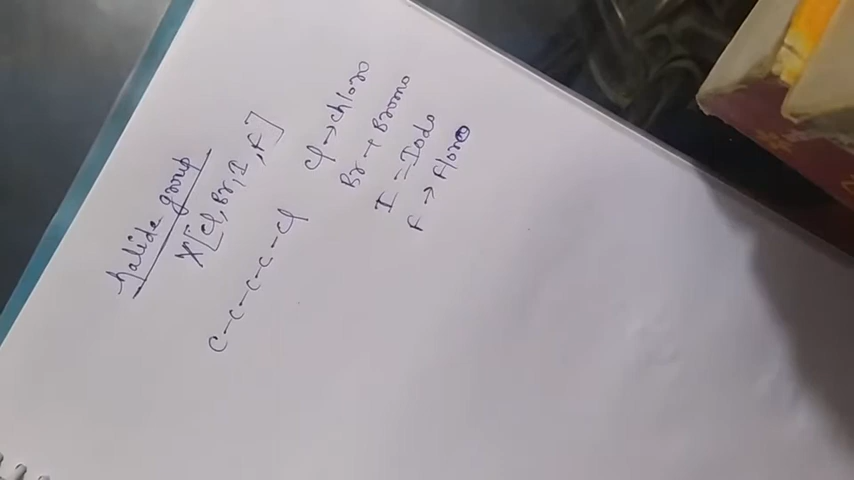 halide group
X[Cl, Br, I, F]
C-C-C-C-Cl
Cl → Chloro
Br → Bromo
I = Iodo
F → Floro